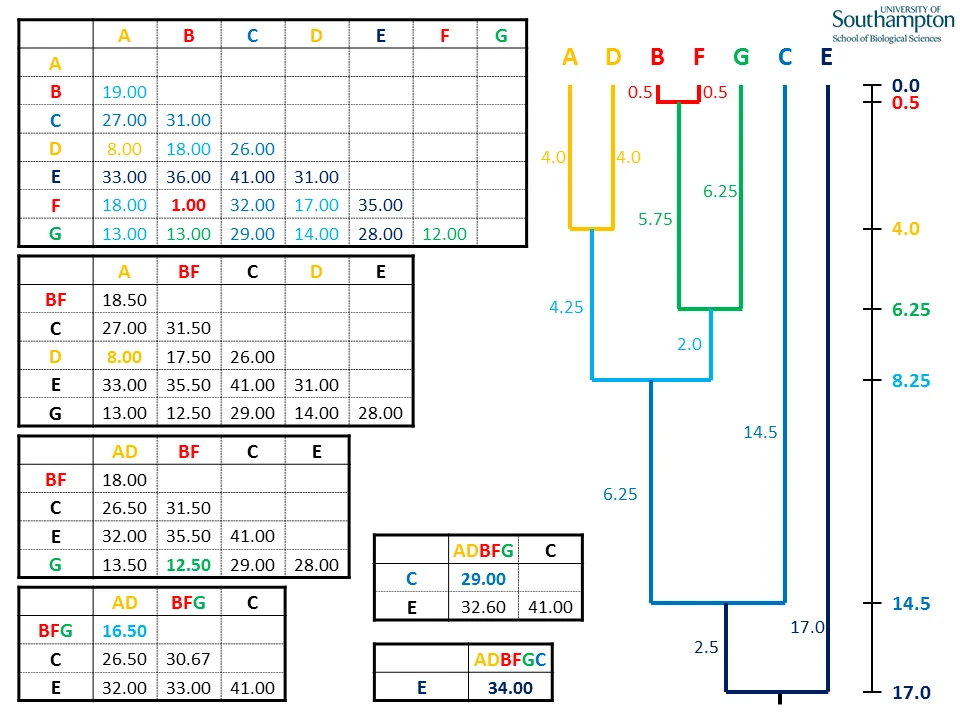 UNIVERSITY OF
Southampton
School of Biological Sciences
A B C D E F G
A
B 19.00
C 27.00 31.00
D 8.00 18.00 26.00
E 33.00 36.00 41.00 31.00
F 18.00 1.00 32.00 17.00 35.00
G 13.00 13.00 29.00 14.00 28.00 12.00
A BF C D E
BF 18.50
C 27.00 31.50
D 8.00 17.50 26.00
E 33.00 35.50 41.00 31.00
G 13.00 12.50 29.00 14.00 28.00
AD BF C E
BF 18.00
C 26.50 31.50
E 32.00 35.50 41.00
G 13.50 12.50 29.00 28.00
AD BFG C
BFG 16.50
C 26.50 30.67
E 32.00 33.00 41.00
ADBFG C
C 29.00
E 32.60 41.00
ADBFGC
E 34.00
A D B F G C E
0.5 0.5
4.0 4.0
6.25
5.75
4.25
2.0
14.5
6.25
17.0
2.5
0.0
0.5
4.0
6.25
8.25
14.5
17.0